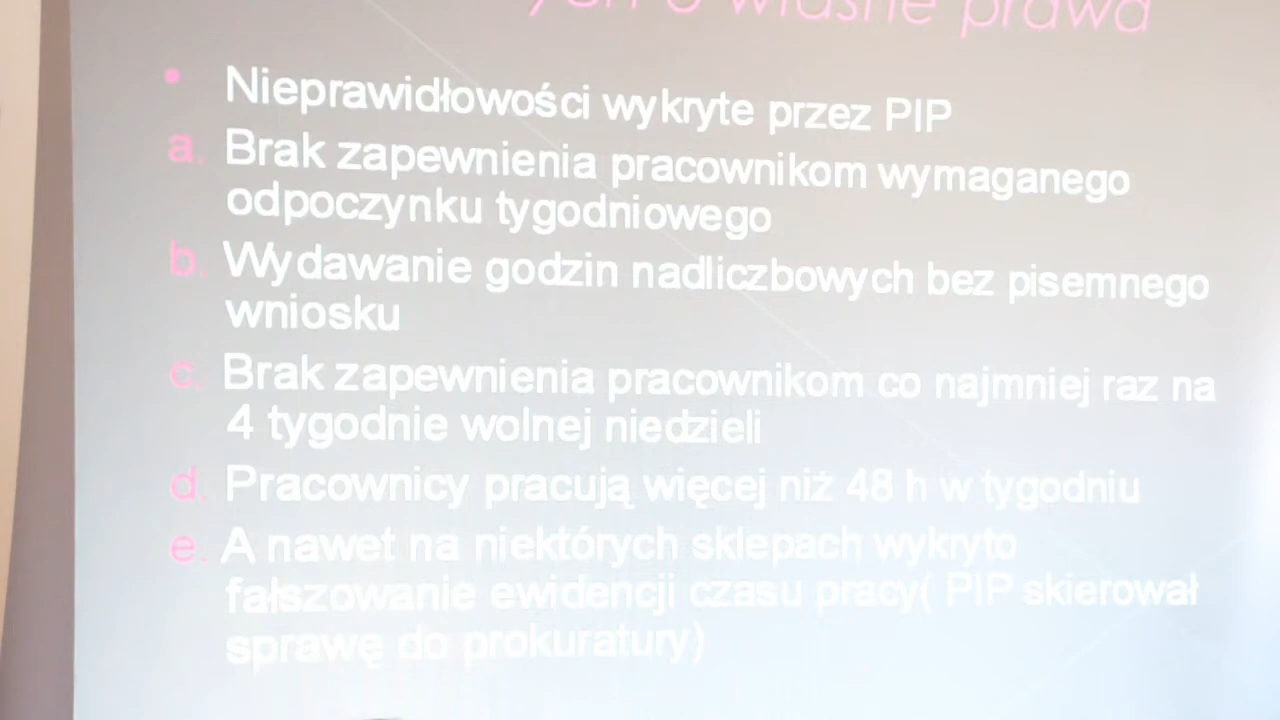 o własne prawa
• Nieprawidłowości wykryte przez PIP
a. Brak zapewnienia pracownikom wymaganego
odpoczynku tygodniowego
b. Wydawanie godzin nadliczbowych bez pisemnego
wniosku
c. Brak zapewnienia pracownikom co najmniej raz na
4 tygodnie wolnej niedzieli
d. Pracownicy pracują więcej niż 48 h w tygodniu
e. A nawet na niektórych sklepach wykryto
fałszowanie ewidencji czasu pracy( PIP skierował
sprawę do prokuratury)